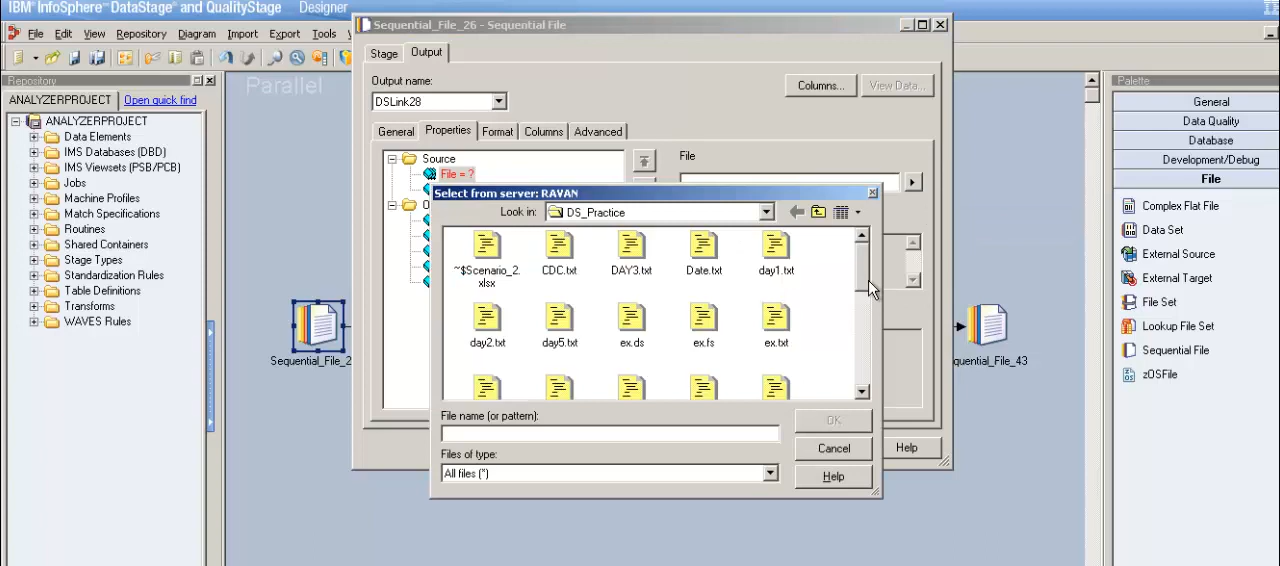 IBM® InfoSphere™ DataStage® and QualityStage® Designer
IBM
File Edit View Repository Diagram Import Export Tools
Repository
ANALYZERPROJECT Open quick find
ANALYZERPROJECT
Data Elements
IMS Databases (DBD)
IMS Viewsets (PSB/PCB)
Jobs
Machine Profiles
Match Specifications
Routines
Shared Containers
Stage Types
Standardization Rules
Table Definitions
Transforms
WAVES Rules
Parallel
Sequential_File_2
Sequential_File_26 - Sequential File
Stage Output
Output name:
DSLink28
Columns...
View Data...
General Properties Format Columns Advanced
Source
File = ?
O
File
Select from server: RAVAN
Look in: DS_Practice
~$Scenario_2.xlsx CDC.txt DAY3.txt Date.txt day1.txt
day2.txt day5.txt ex.ds ex.fs ex.txt
File name (or pattern):
OK
Cancel
Files of type:
All files (*)
Help
Help
quential_File_43
Palette
General
Data Quality
Database
Development/Debug
File
Complex Flat File
Data Set
External Source
External Target
File Set
Lookup File Set
Sequential File
zOSFile